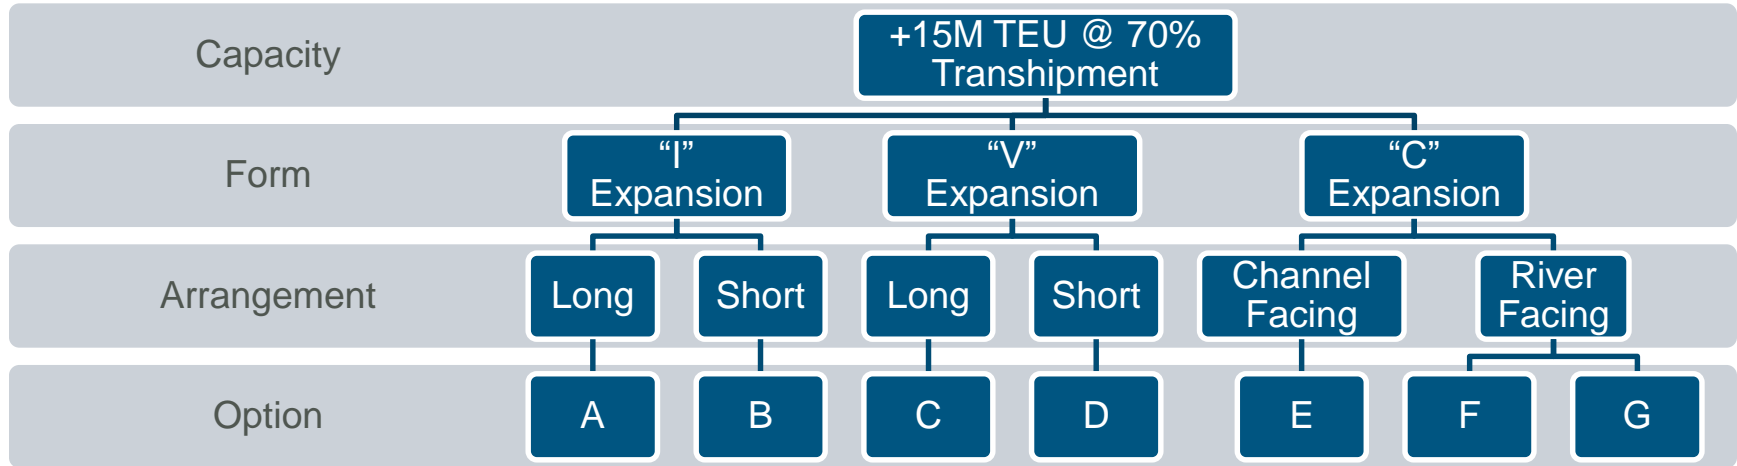 Capacity
+15M TEU @ 70%
Transhipment
Form
“I”
Expansion
“V”
Expansion
“C”
Expansion
Arrangement
Long
Short
Long
Short
Channel
Facing
River
Facing
Option
A
B
C
D
E
F
G